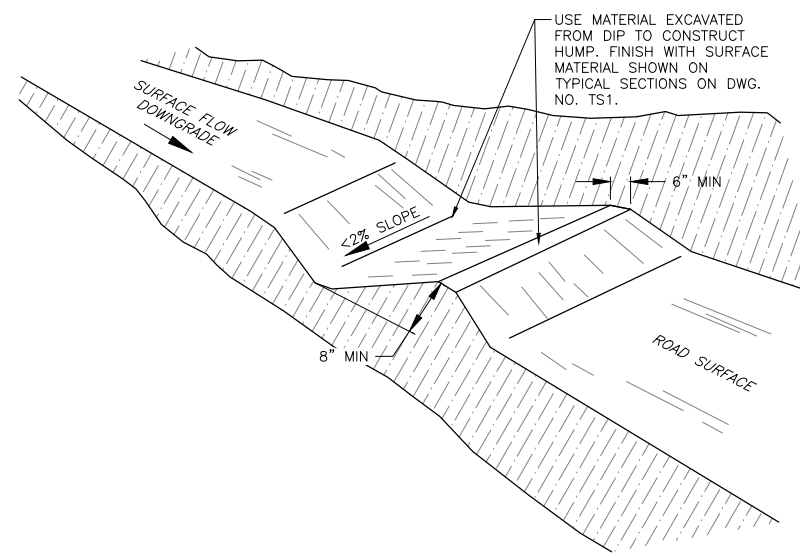 USE MATERIAL EXCAVATED
FROM DIP TO CONSTRUCT
HUMP. FINISH WITH SURFACE
MATERIAL SHOWN ON
TYPICAL SECTIONS ON DWG.
NO. TS1.
SURFACE FLOW
DOWNGRADE
6" MIN
<2% SLOPE
8" MIN
ROAD SURFACE